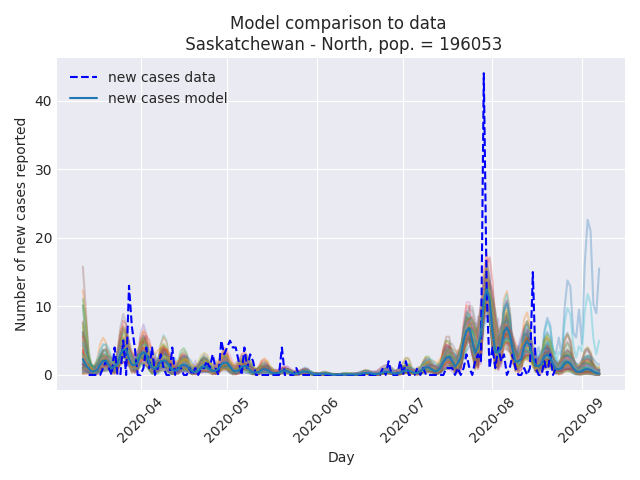 Model comparison to data
Saskatchewan - North, pop. = 196053
new cases data
new cases model
Number of new cases reported
40
30
20
10
0
2020-04
2020-05
2020-06
2020-07
2020-08
2020-09
Day